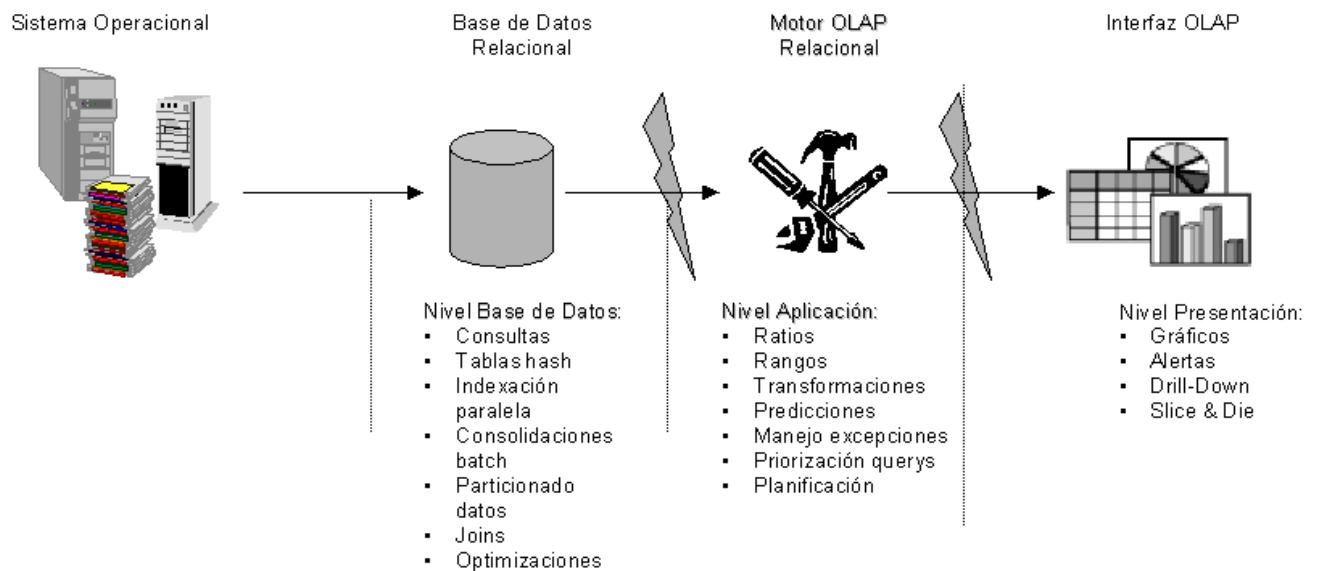 Sistema Operacional
Base de Datos
Relacional
Motor OLAP
Relacional
Interfaz OLAP
Nivel Base de Datos:
▪ Consultas
▪ Tablas hash
▪ Indexación
paralela
▪ Consolidaciones
batch
▪ Particionado
datos
▪ Joins
▪ Optimizaciones
Nivel Aplicación:
▪ Ratios
▪ Rangos
▪ Transformaciones
▪ Predicciones
▪ Manejo excepciones
▪ Priorización querys
▪ Planificación
Nivel Presentación:
▪ Gráficos
▪ Alertas
▪ Drill-Down
▪ Slice & Die